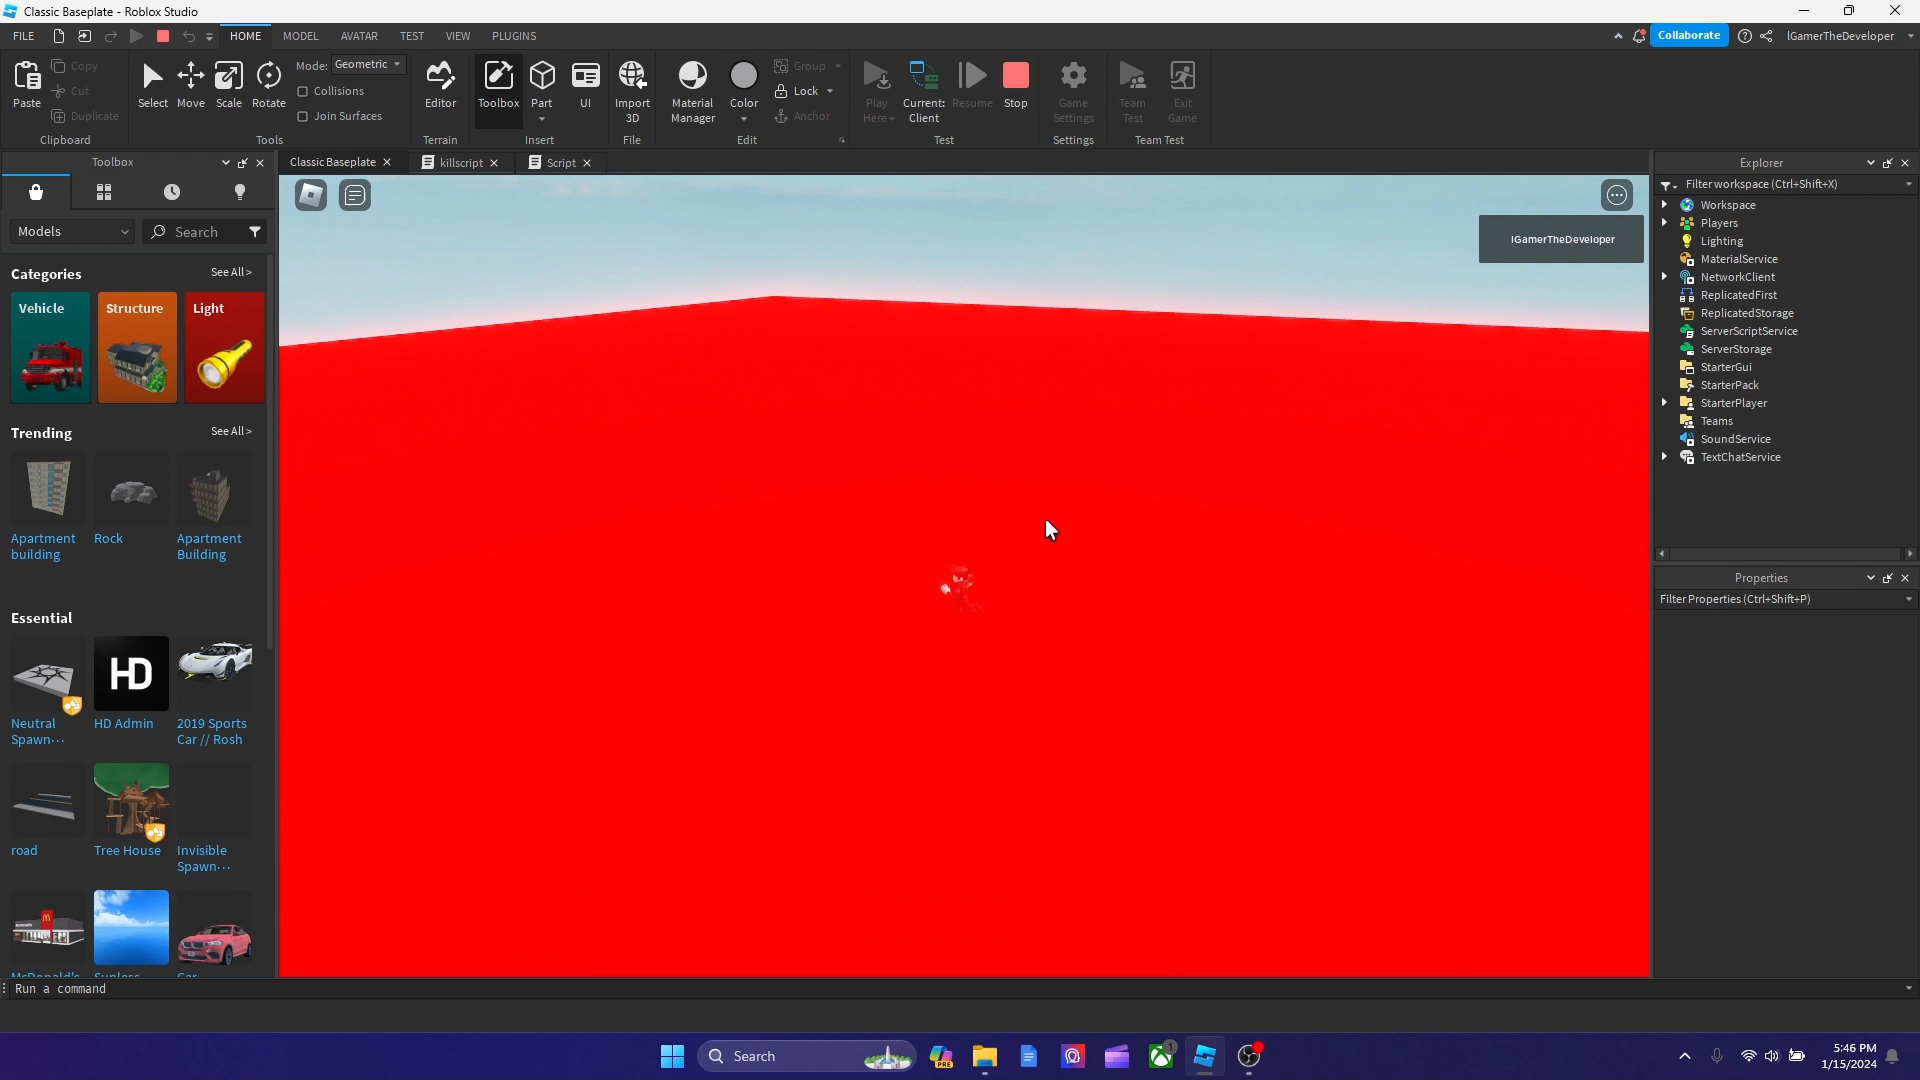 Classic Baseplate - Roblox Studio
FILE
HOME
MODEL
AVATAR
TEST
VIEW
PLUGINS
Collaborate
IGamerTheDeveloper
Paste
Copy
Cut
Duplicate
Clipboard
Select
Move
Scale
Rotate
Mode: Geometric
Collisions
Join Surfaces
Tools
Editor
Terrain
Toolbox
Part
UI
Insert
Import
3D
File
Material
Manager
Color
Group
Lock
Anchor
Edit
Play
Here
Current:
Client
Resume
Stop
Test
Game
Settings
Settings
Team
Test
Exit
Game
Team Test
Toolbox
Classic Baseplate
killscript
Script
Explorer
Models
Search
Categories
See All >
Vehicle
Structure
Light
Trending
See All >
Apartment
building
Rock
Apartment
Building
Essential
HD
Neutral
Spawn...
HD Admin
2019 Sports
Car // Rosh
road
Tree House
Invisible
Spawn...
McDonald's
Sunless
Car
IGamerTheDeveloper
Filter workspace (Ctrl+Shift+X)
Workspace
Players
Lighting
MaterialService
NetworkClient
ReplicatedFirst
ReplicatedStorage
ServerScriptService
ServerStorage
StarterGui
StarterPack
StarterPlayer
Teams
SoundService
TextChatService
Properties
Filter Properties (Ctrl+Shift+P)
Run a command
Search
PRE
1
5:46 PM
1/15/2024